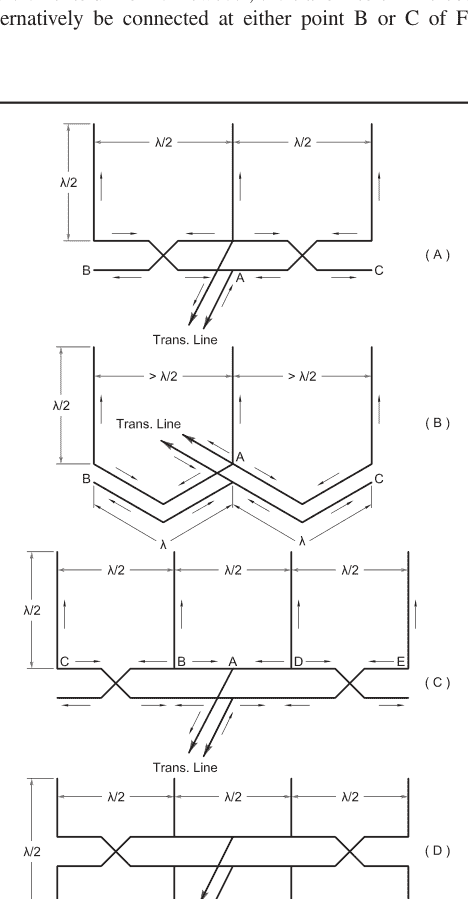 ernatively be connected at either point B or C of F
λ/2 λ/2
λ/2
( A )
B A C
Trans. Line
> λ/2 > λ/2
λ/2
Trans. Line
( B )
A
B C
λ λ
λ/2 λ/2 λ/2
λ/2
C B A D E
( C )
Trans. Line
λ/2 λ/2 λ/2
λ/2
( D )